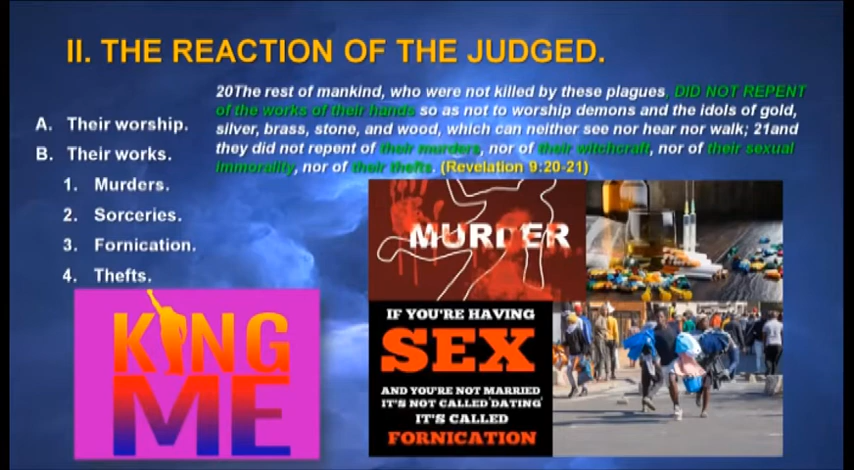 II. THE REACTION OF THE JUDGED.
20The rest of mankind, who were not killed by these plagues, DID NOT REPENT
of the works of their hands so as not to worship demons and the idols of gold,
silver, brass, stone, and wood, which can neither see nor hear nor walk; 21and
they did not repent of their murders, nor of their witchcraft, nor of their sexual
immorality, nor of their thefts. (Revelation 9:20-21)
A. Their worship.
B. Their works.
1. Murders.
2. Sorceries.
3. Fornication.
4. Thefts.
KING
ME
MURDER
IF YOU'RE HAVING
SEX
AND YOU'RE NOT MARRIED
IT'S NOT CALLED 'DATING'
IT'S CALLED
FORNICATION